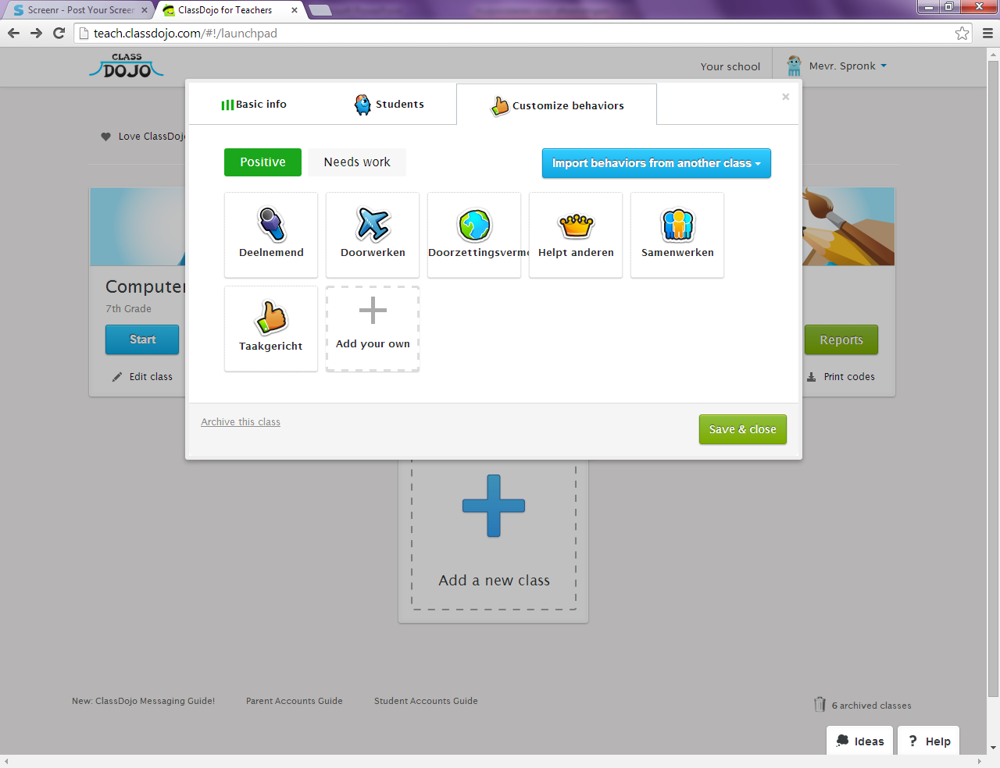 Screenr - Post Your Screen
ClassDojo for Teachers
teach.classdojo.com/#!/launchpad
CLASS
DOJO
Your school
Mevr. Spronk
Basic info
Students
Customize behaviors
Love ClassDojo
Positive
Needs work
Import behaviors from another class
Deelnemend
Doorwerken
Doorzettingsverm
Helpt anderen
Samenwerken
Computer
7th Grade
Taakgericht
Add your own
Start
Reports
Edit class
Print codes
Archive this class
Save & close
Add a new class
New: ClassDojo Messaging Guide!
Parent Accounts Guide
Student Accounts Guide
6 archived classes
Ideas
? Help